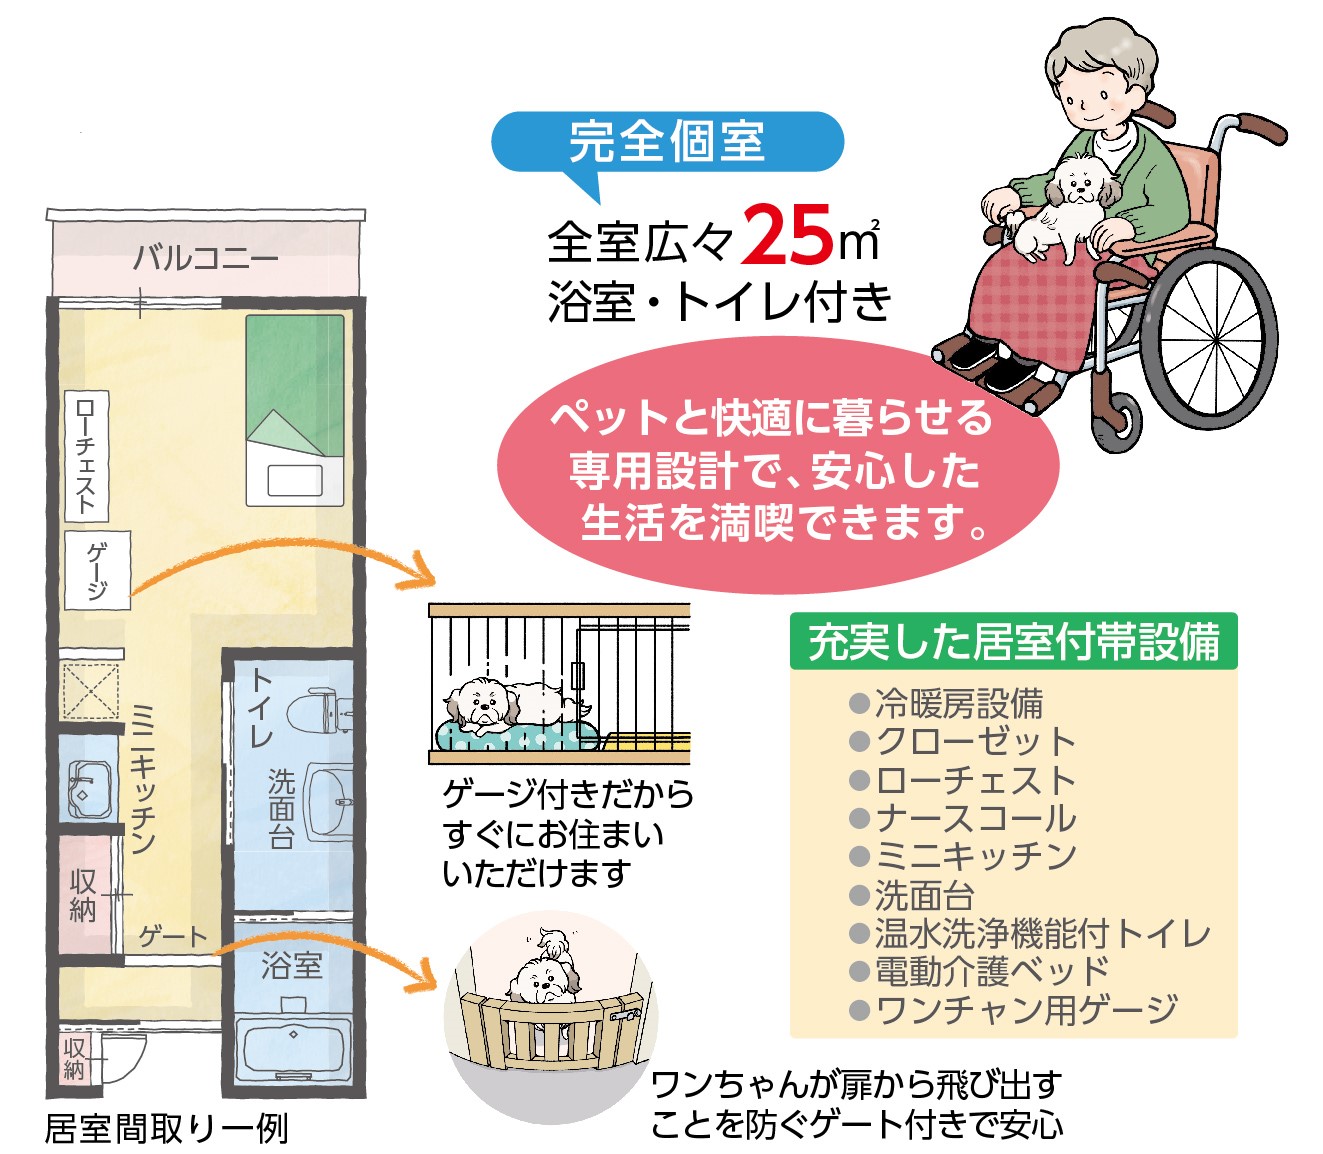 完全個室
全室広々25㎡
浴室・トイレ付き
ペットと快適に暮らせる
専用設計で、安心した
生活を満喫できます。
バルコニー
ローチェスト
ゲージ
トイレ
洗面台
ミニキッチン
収納
ゲート
浴室
収納
居室間取り一例
ゲージ付きだから
すぐにお住まい
いただけます
ワンちゃんが扉から飛び出す
ことを防ぐゲート付きで安心
充実した居室付帯設備
●冷暖房設備
●クローゼット
●ローチェスト
●ナースコール
●ミニキッチン
●洗面台
●温水洗浄機能付トイレ
●電動介護ベッド
●ワンチャン用ゲージ